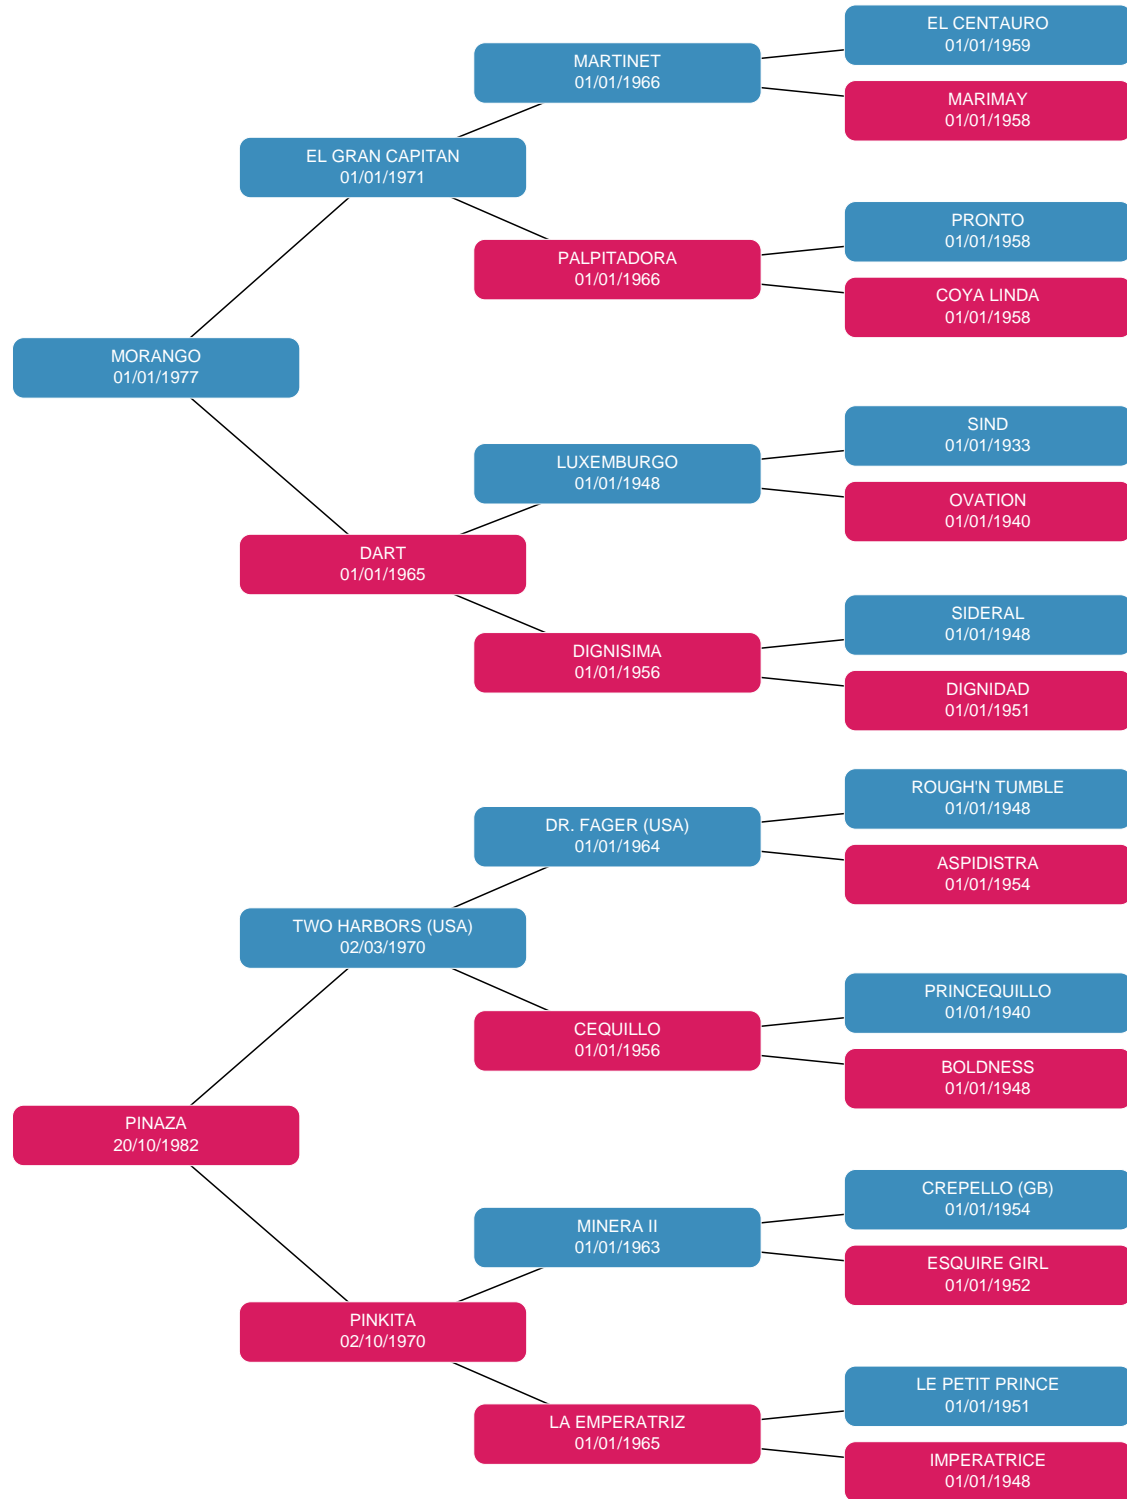 EL CENTAURO
01/01/1959
MARTINET
01/01/1966
MARIMAY
01/01/1958
EL GRAN CAPITAN
01/01/1971
PRONTO
01/01/1958
PALPITADORA
01/01/1966
COYA LINDA
01/01/1958
MORANGO
01/01/1977
SIND
01/01/1933
LUXEMBURGO
01/01/1948
OVATION
01/01/1940
DART
01/01/1965
SIDERAL
01/01/1948
DIGNISIMA
01/01/1956
DIGNIDAD
01/01/1951
ROUGH'N TUMBLE
01/01/1948
DR. FAGER (USA)
01/01/1964
ASPIDISTRA
01/01/1954
TWO HARBORS (USA)
02/03/1970
PRINCEQUILLO
01/01/1940
CEQUILLO
01/01/1956
BOLDNESS
01/01/1948
PINAZA
20/10/1982
CREPELLO (GB)
01/01/1954
MINERA II
01/01/1963
ESQUIRE GIRL
01/01/1952
PINKITA
02/10/1970
LE PETIT PRINCE
01/01/1951
LA EMPERATRIZ
01/01/1965
IMPERATRICE
01/01/1948